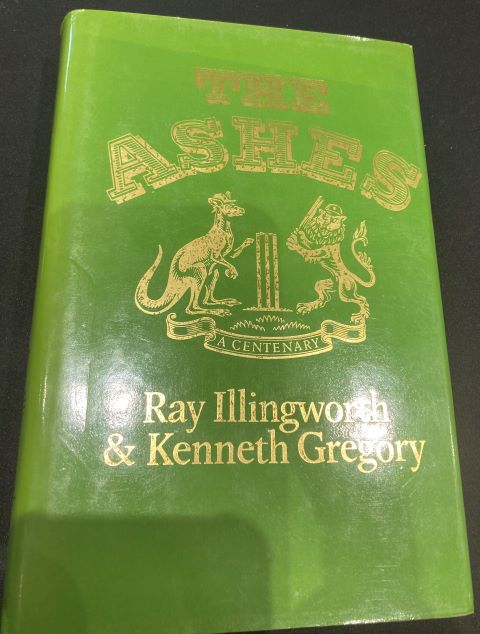 THE
ASHES
A CENTENARY
Ray Illingworth
& Kenneth Gregory